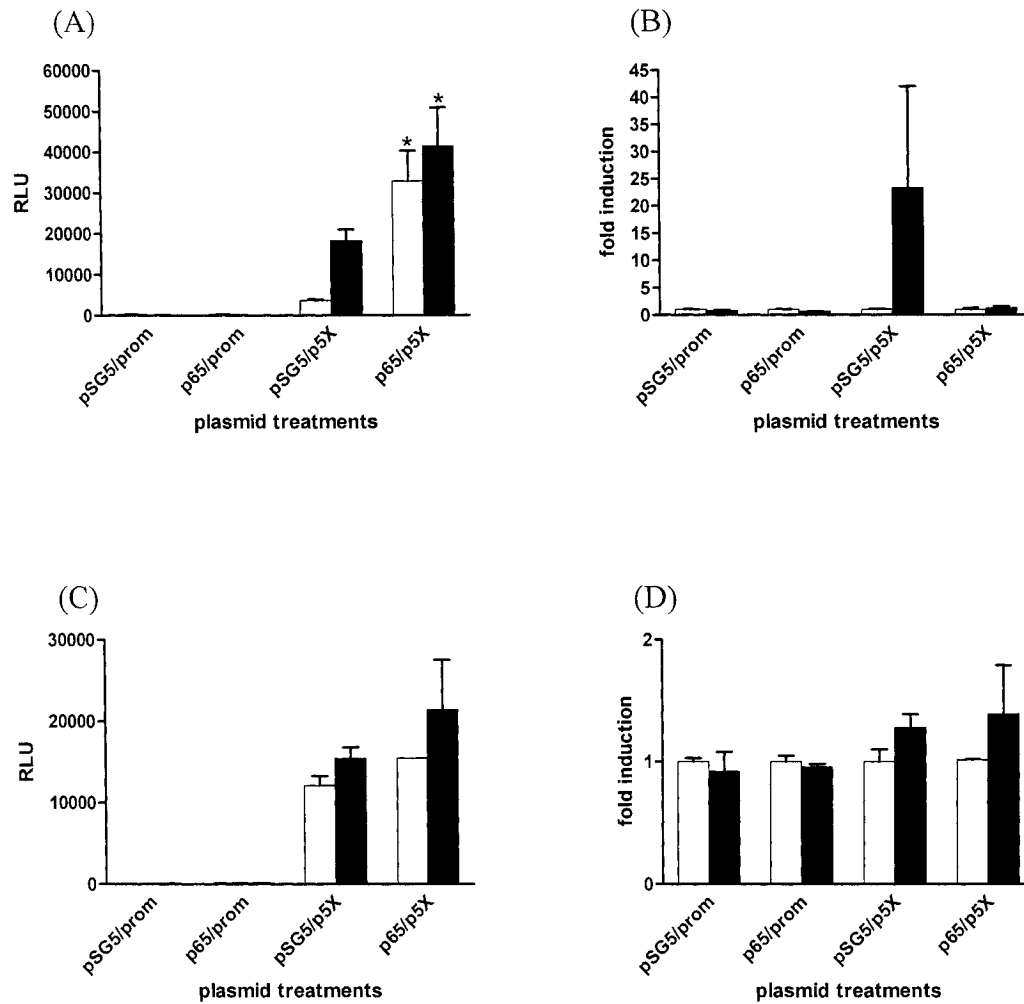 (A)
60000
50000
40000
30000
20000
10000
0
RLU
* *
pSG5/prom
p65/prom
pSG5/p5X
p65/p5X
plasmid treatments
(B)
45
40
35
30
25
20
15
10
5
0
fold induction
pSG5/prom
p65/prom
pSG5/p5X
p65/p5X
plasmid treatments
(C)
30000
20000
10000
0
RLU
pSG5/prom
p65/prom
pSG5/p5X
p65/p5X
plasmid treatments
(D)
2
1
0
fold induction
pSG5/prom
p65/prom
pSG5/p5X
p65/p5X
plasmid treatments